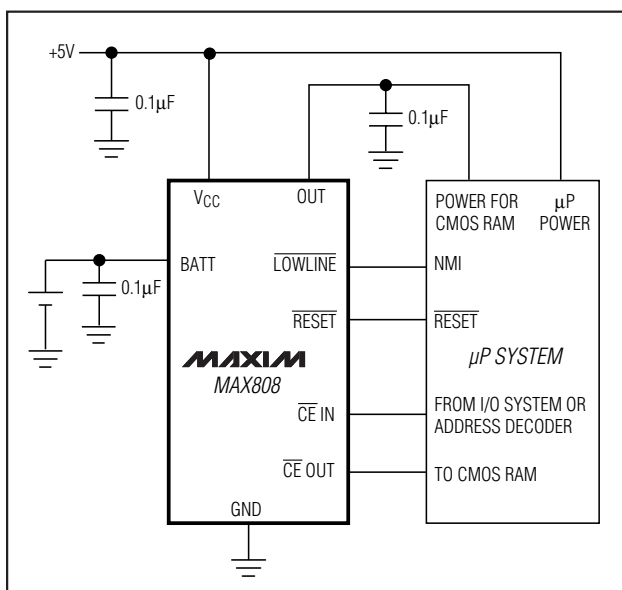 +5V
0.1µF
0.1µF
VCC
OUT
POWER FOR
CMOS RAM
µP
POWER
BATT
0.1µF
LOWLINE
NMI
RESET
RESET
MAXIM
MAX808
µP SYSTEM
CE IN
FROM I/O SYSTEM OR
ADDRESS DECODER
CE OUT
TO CMOS RAM
GND